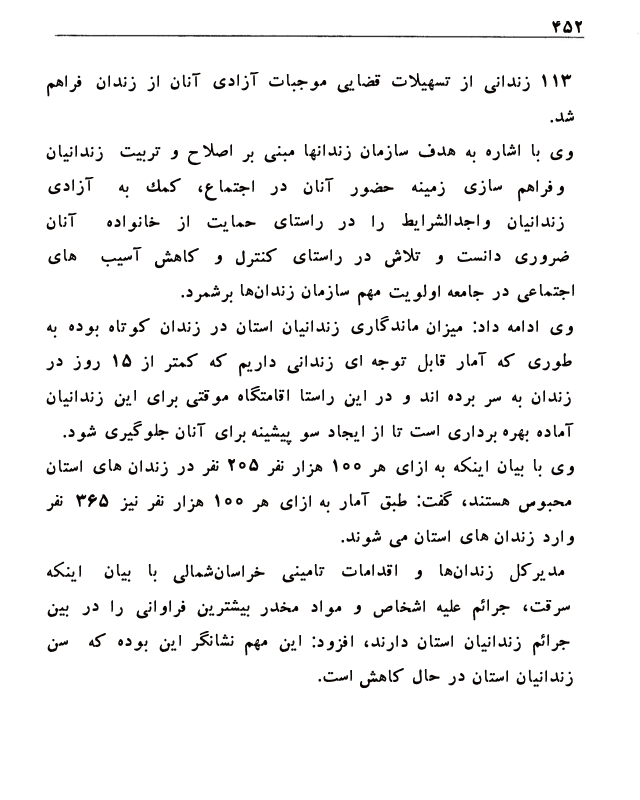 ۴۵۲
۱۱۳ زندانی از تسهیلات قضایی موجبات آزادی آنان از زندان فراهم
شد.
وی با اشاره به هدف سازمان زندانها مبنی بر اصلاح و تربیت زندانیان
وفراهم سازی زمینه حضور آنان در اجتماع، کمك به آزادی
زندانیان واجدالشرایط را در راستای حمایت از خانواده آنان
ضروری دانست و تلاش در راستای کنترل و کاهش آسیب های
اجتماعی در جامعه اولویت مهم سازمان زندان‌ها برشمرد.
وی ادامه داد: میزان ماندگاری زندانیان استان در زندان کوتاه بوده به
طوری که آمار قابل توجه ای زندانی داریم که کمتر از ۱۵ روز در
زندان به سر برده اند و در این راستا اقامتگاه موقتی برای این زندانیان
آماده بهره برداری است تا از ایجاد سو پیشینه برای آنان جلوگیری شود.
وی با بیان اینکه به ازای هر ۱۰۰ هزار نفر ۲۰۵ نفر در زندان های استان
محبوس هستند، گفت: طبق آمار به ازای هر ۱۰۰ هزار نفر نیز ۳۶۵ نفر
وارد زندان های استان می شوند.
مدیرکل زندان‌ها و اقدامات تامینی خراسان‌شمالی با بیان اینکه
سرقت، جرائم علیه اشخاص و مواد مخدر بیشترین فراوانی را در بین
جرائم زندانیان استان دارند، افزود: این مهم نشانگر این بوده که سن
زندانیان استان در حال کاهش است.